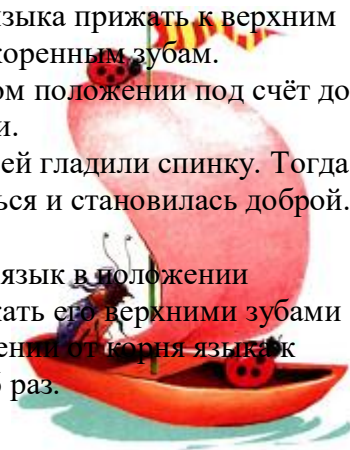 языка прижать к верхним
коренным зубам.
ом положении под счёт до
и.
ей гладили спинку. Тогда
ься и становилась доброй.
язык в положении
ать его верхними зубами
ении от корня языка к
раз.